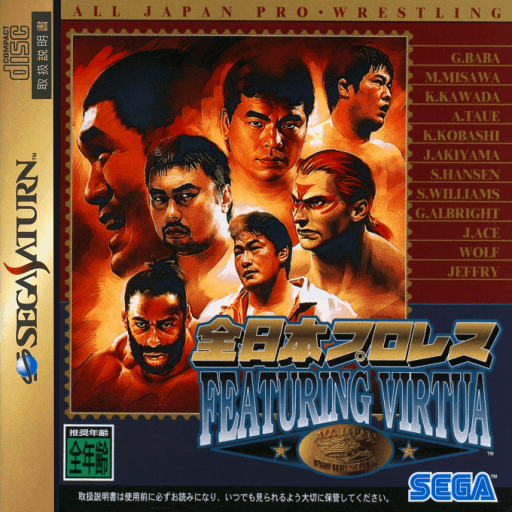 ALL JAPAN PRO•WRESTLING
COMPACT
disc
取扱説明書
SEGA SATURN™
G.BABA
M.MISAWA
K.KAWADA
A.TAUE
K.KOBASHI
J.AKIYAMA
S.HANSEN
S.WILLIAMS
G.ALBRIGHT
J.ACE
WOLF
JEFFRY
全日本プロレス
FEATURING VIRTUA
™
ALL JAPAN
推奨年齢
全年齢
SEGA
取扱説明書は使用前に必ずお読みになり、いつでも見られるよう大切に保管してください。